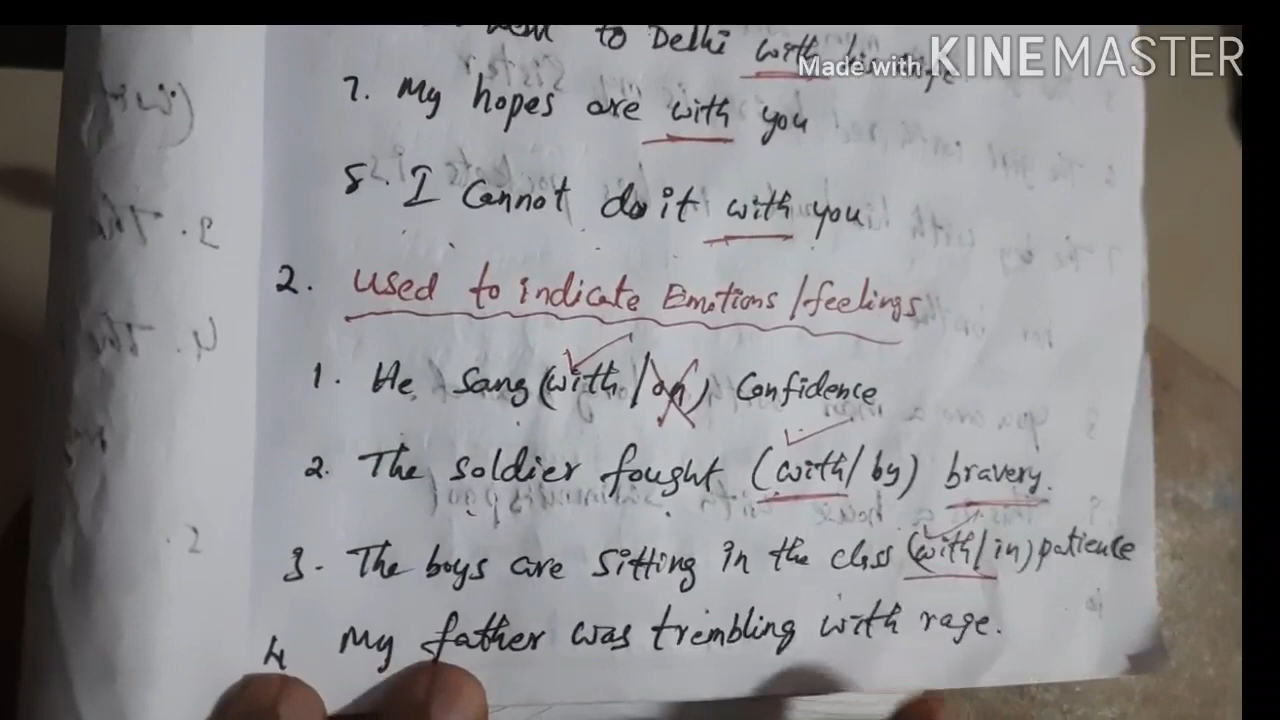 to Delhi with
Made with KINEMASTER
7. My hopes are with you
8. I Cannot do it with you
2. Used to indicate Emotions/feelings
1. He Sang (with/on) Confidence
2. The soldier fought (with/by) bravery.
3. The boys are Sitting in the class (with/in) patience
4 My father was trembling with rage.